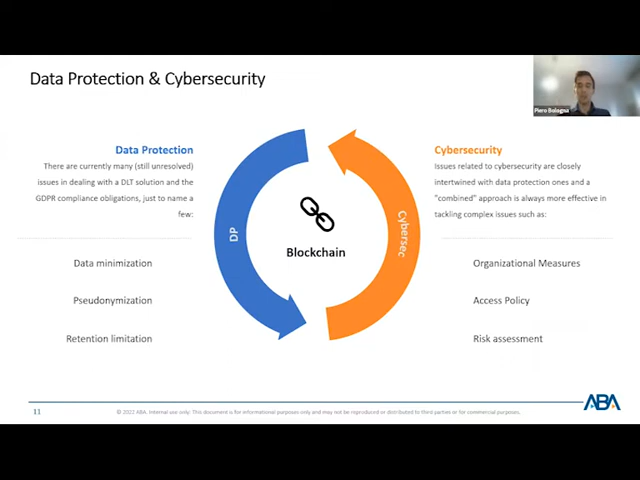 Data Protection & Cybersecurity
Piero Bologna
Data Protection
There are currently many (still unresolved)
issues in dealing with a DLT solution and the
GDPR compliance obligations, just to name a
few:
Data minimization
Pseudonymization
Retention limitation
DP
Blockchain
Cybersec
Cybersecurity
Issues related to cybersecurity are closely
intertwined with data protection ones and a
"combined" approach is always more effective in
tackling complex issues such as:
Organizational Measures
Access Policy
Risk assessment
11
© 2022 ABA. Internal use only. This document is for informational purposes only and may not be reproduced or distributed to third parties or for commercial purposes.
ABA